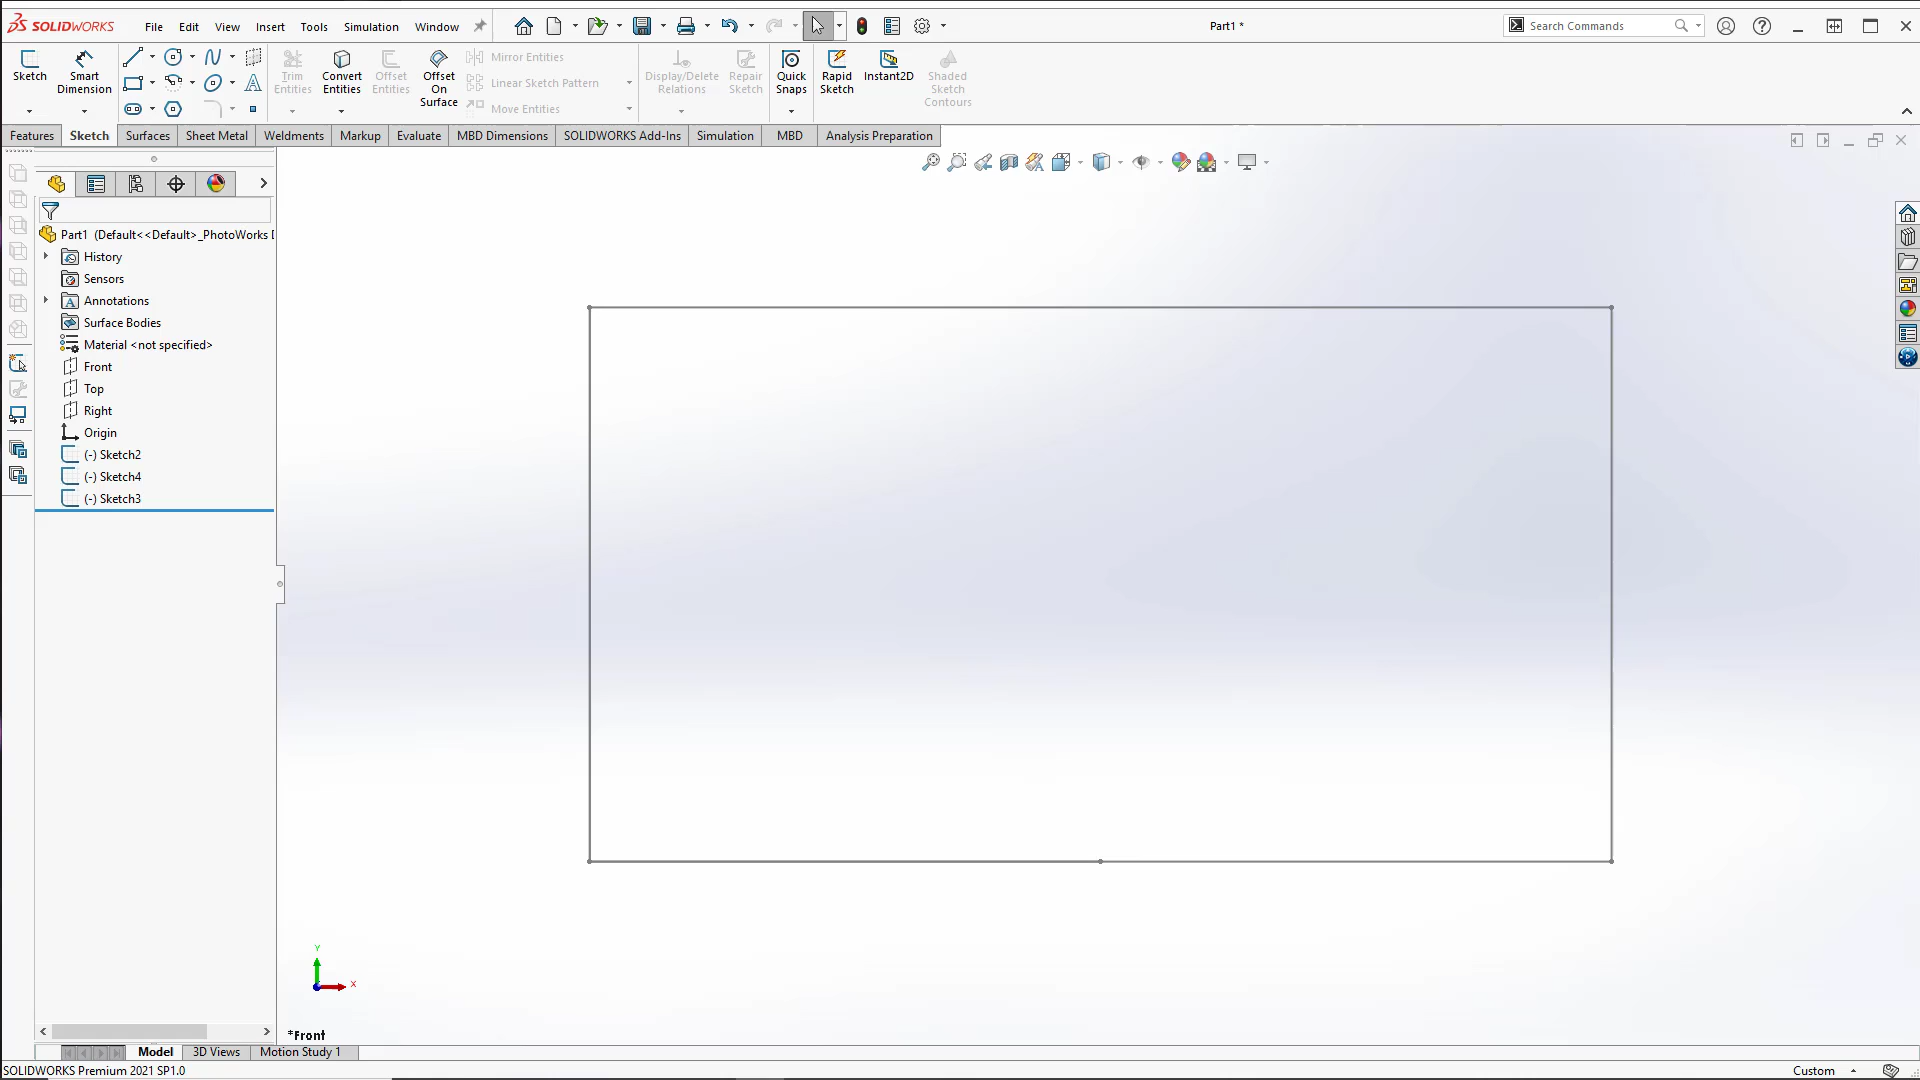 SOLIDWORKS File Edit View Insert Tools Simulation Window Part1 * Search Commands
Sketch Smart Dimension Trim Entities Convert Entities Offset Entities Offset On Surface Mirror Entities Linear Sketch Pattern Move Entities Display/Delete Relations Repair Sketch Quick Snaps Rapid Sketch Instant2D Shaded Sketch Contours
Features Sketch Surfaces Sheet Metal Weldments Markup Evaluate MBD Dimensions SOLIDWORKS Add-Ins Simulation MBD Analysis Preparation
Part1 (Default<<Default>_PhotoWorks
History
Sensors
Annotations
Surface Bodies
Material <not specified>
Front
Top
Right
Origin
(-) Sketch2
(-) Sketch4
(-) Sketch3
Y
X
*Front
Model 3D Views Motion Study 1
SOLIDWORKS Premium 2021 SP1.0 Custom